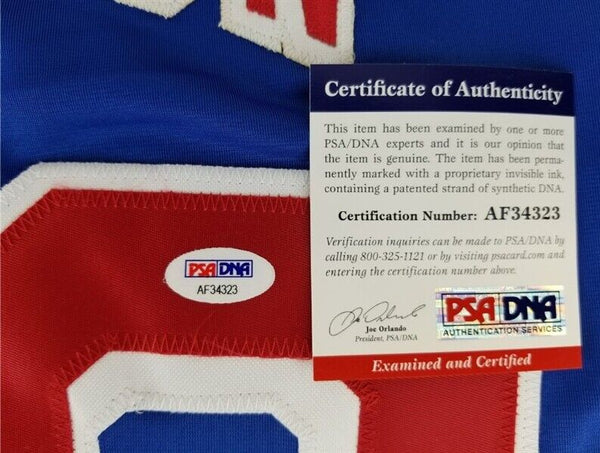 Certificate of Authenticity
This item has been examined by one or more
PSA/DNA experts and it is our opinion that
the item is genuine. The item has been perma-
nently marked with a proprietary invisible ink,
containing a patented strand of synthetic DNA.
Certification Number: AF34323
Verification inquiries can be made to PSA/DNA by
calling 800-325-1121 or by visiting psacard.com and
entering the certification number above.
Joe Orlando
President, PSA/DNA
PSA DNA
AUTHENTICATION SERVICES
Examined and Certified
PSA DNA
AF34323